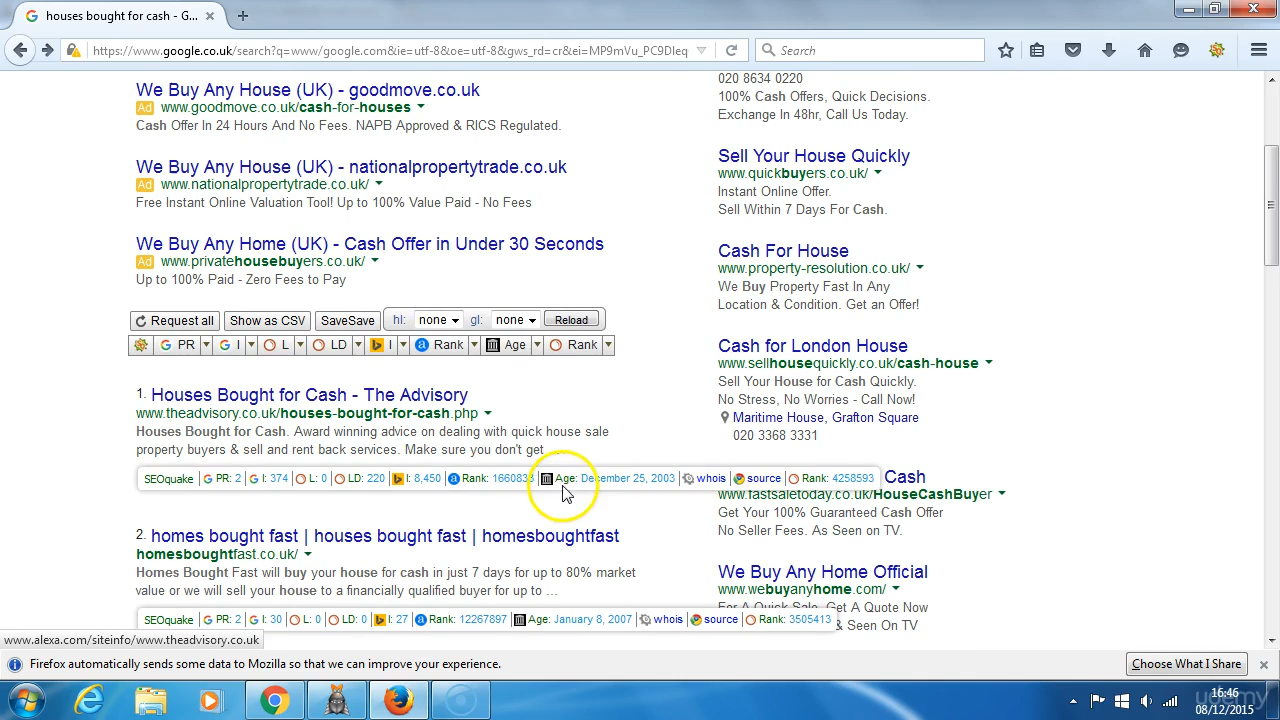 houses bought for cash - G...
https://www.google.co.uk/search?q=www/google.com&ie=utf-8&oe=utf-8&gws_rd=cr&ei=MP9mVu_PC9Dleq
Search
We Buy Any House (UK) - goodmove.co.uk
Ad www.goodmove.co.uk/cash-for-houses
Cash Offer In 24 Hours And No Fees. NAPB Approved & RICS Regulated.
We Buy Any House (UK) - nationalpropertytrade.co.uk
Ad www.nationalpropertytrade.co.uk/
Free Instant Online Valuation Tool! Up to 100% Value Paid - No Fees
We Buy Any Home (UK) - Cash Offer in Under 30 Seconds
Ad www.privatehousebuyers.co.uk/
Up to 100% Paid - Zero Fees to Pay
Request all Show as CSV SaveSave hl: none gl: none Reload
PR I L LD I Rank Age Rank
1. Houses Bought for Cash - The Advisory
www.theadvisory.co.uk/houses-bought-for-cash.php
Houses Bought for Cash. Award winning advice on dealing with quick house sale
property buyers & sell and rent back services. Make sure you don't get ...
SEOquake PR: 2 I: 374 L: 0 LD: 220 I: 8,450 Rank: 1660833 Age: December 25, 2003 whois source Rank: 4258593
2. homes bought fast | houses bought fast | homesboughtfast
homesboughtfast.co.uk/
Homes Bought Fast will buy your house for cash in just 7 days for up to 80% market
value or we will sell your house to a financially qualified buyer for up to ...
SEOquake PR: 2 I: 30 L: 0 LD: 0 I: 27 Rank: 12267897 Age: January 8, 2007 whois source Rank: 3505413
020 8634 0220
100% Cash Offers, Quick Decisions.
Exchange In 48hr, Call Us Today.
Sell Your House Quickly
www.quickbuyers.co.uk/
Instant Online Offer.
Sell Within 7 Days For Cash.
Cash For House
www.property-resolution.co.uk/
We Buy Property Fast In Any
Location & Condition. Get an Offer!
Cash for London House
www.sellhousequickly.co.uk/cash-house
Sell Your House for Cash Quickly.
No Stress, No Worries - Call Now!
Maritime House, Grafton Square
020 3368 3331
Cash
www.fastsaletoday.co.uk/HouseCashBuyer
Get Your 100% Guaranteed Cash Offer
No Seller Fees. As Seen on TV.
We Buy Any Home Official
www.webuyanyhome.com/
For A Quick Sale, Get A Quote Now
& Seen On TV
www.alexa.com/siteinfo/www.theadvisory.co.uk
Firefox automatically sends some data to Mozilla so that we can improve your experience.
Choose What I Share
16:46
08/12/2015
udemy